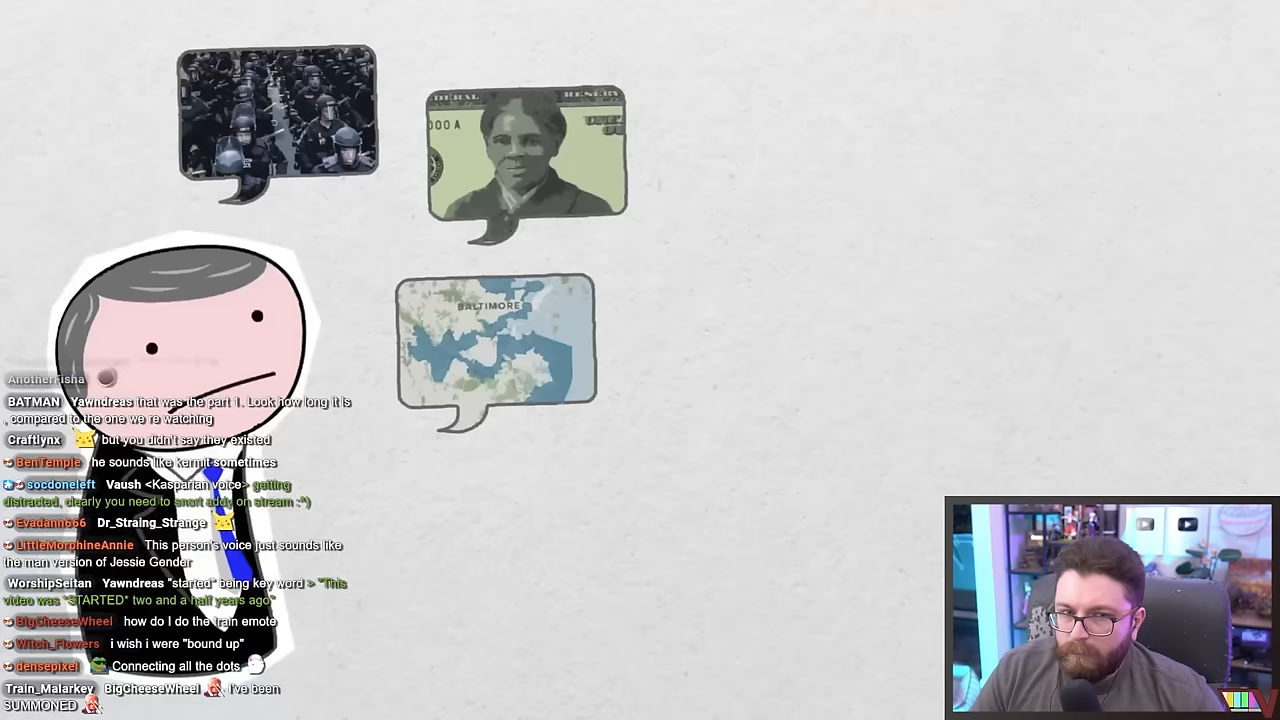 DERAL RESERV
000 A
BALTIMORE
AnotherFisha
BATMAN Yawndreas that was the part 1. Look how long it is
, compared to the one we re watching
Craftlynx but you didn't say they existed
BenTemple he sounds like kermit sometimes
socdoneleft Vaush <Kasparian voice> getting
distracted, clearly you need to snort addy on stream :^)
Evadann666 Dr_Straing_Strange
LittleMorphineAnnie This person's voice just sounds like
the man version of Jessie Gender
WorshipSeitan Yawndreas "started" being key word > "This
video was *STARTED* two and a half years ago"
BigCheeseWheel how do I do the train emote
Witch_Flowers i wish i were "bound up"
densepixel Connecting all the dots
Train_Malarkey BigCheeseWheel I've been
SUMMONED